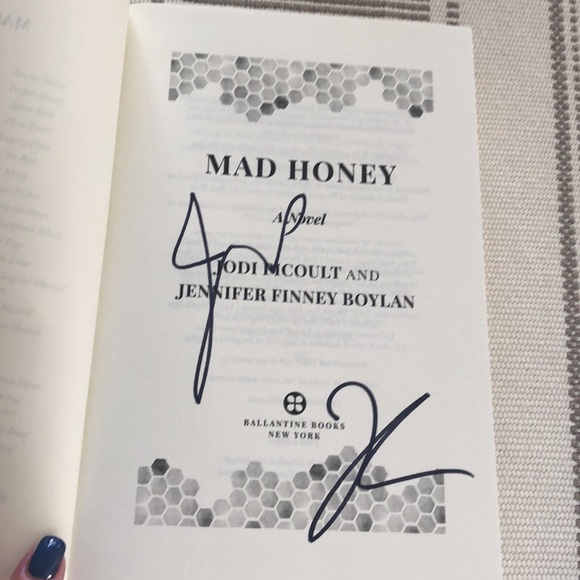 MAD HONEY
A Novel
JODI PICOULT AND
JENNIFER FINNEY BOYLAN
BALLANTINE BOOKS
NEW YORK